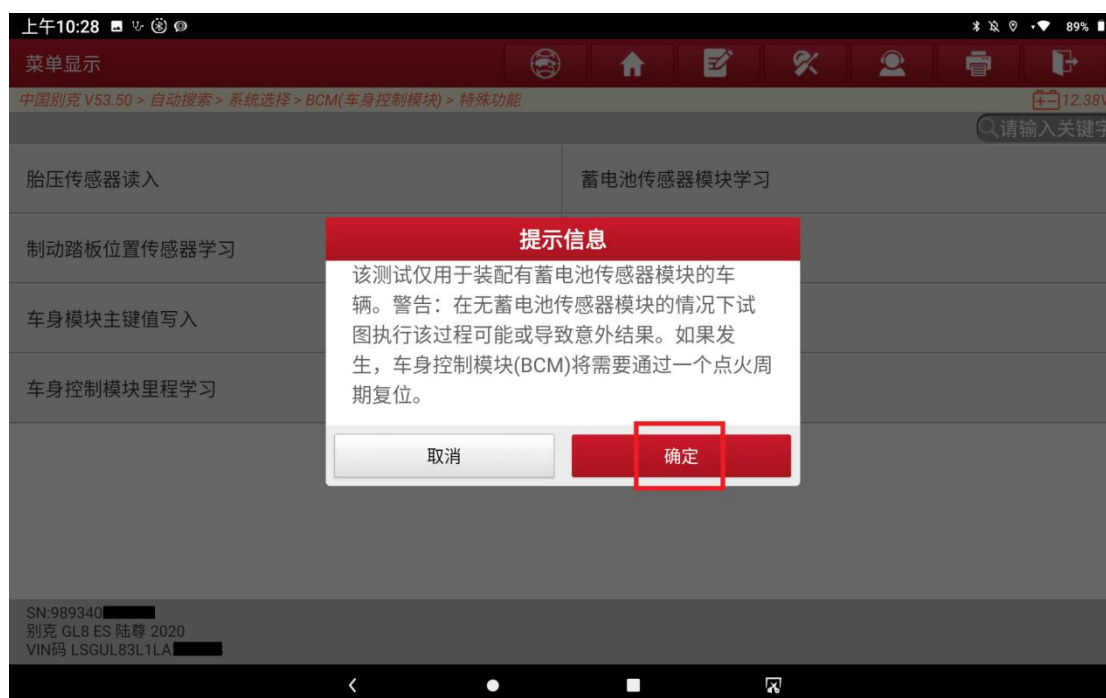 上午10:28
89%
菜单显示
中国别克 V53.50 > 自动搜索 > 系统选择 > BCM(车身控制模块) > 特殊功能
12.38V
请输入关键字
胎压传感器读入
蓄电池传感器模块学习
制动踏板位置传感器学习
车身模块主键值写入
车身控制模块里程学习
提示信息
该测试仅用于装配有蓄电池传感器模块的车
辆。警告：在无蓄电池传感器模块的情况下试
图执行该过程可能或导致意外结果。如果发
生，车身控制模块(BCM)将需要通过一个点火周
期复位。
取消
确定
SN:989340
别克 GL8 ES 陆尊 2020
VIN码 LSGUL83L1LA